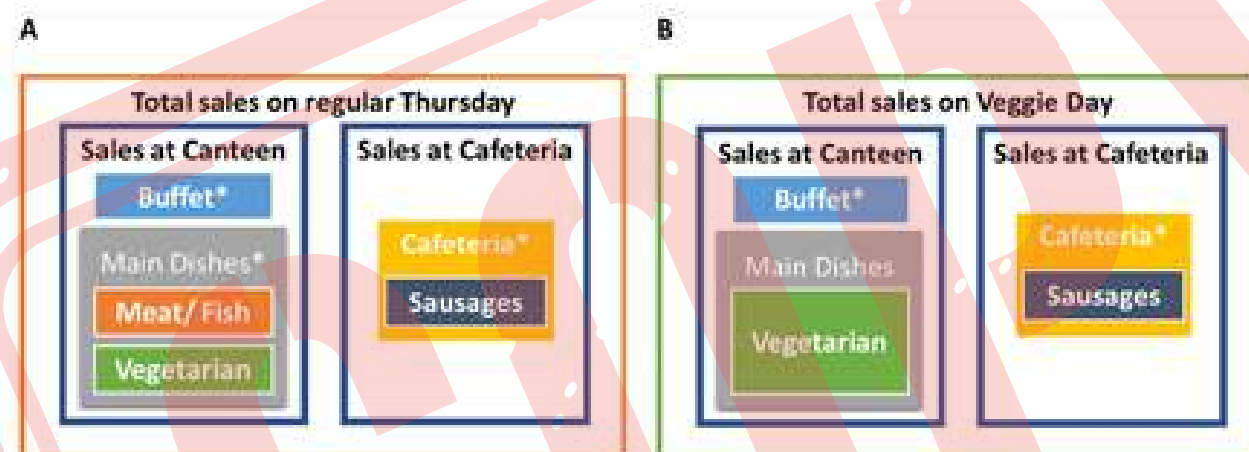 A
Total sales on regular Thursday
Sales at Canteen
Buffet*
Main Dishes*
Meat/ Fish
Vegetarian
Sales at Cafeteria
Cafeteria*
Sausages
B
Total sales on Veggie Day
Sales at Canteen
Buffet*
Main Dishes
Vegetarian
Sales at Cafeteria
Cafeteria*
Sausages